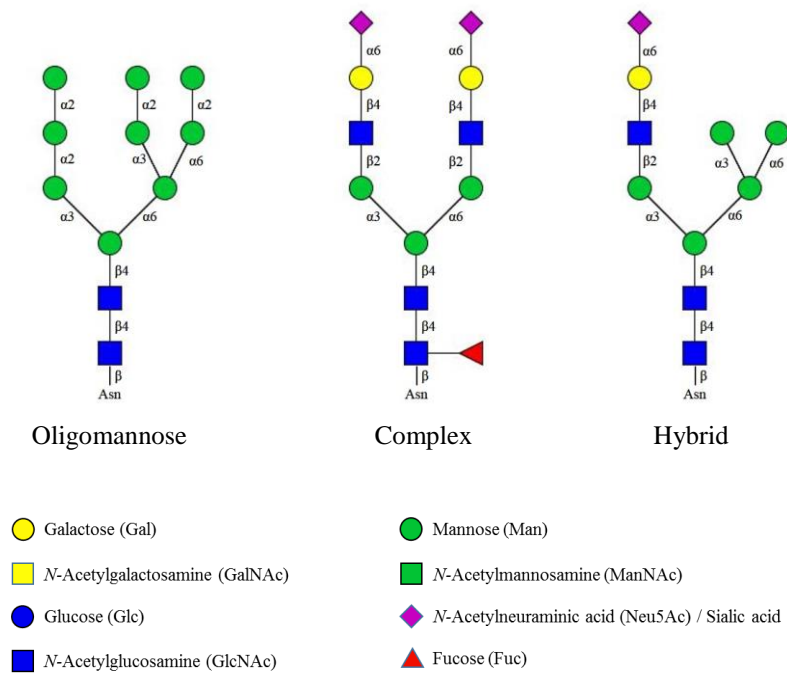 α6 α6 α6
α2 α2 α2
β4 β4 β4
α2 α3 α6
β2 β2 β2 α3 α6
α3 α6 α3 α6 α3 α6
β4 β4 β4
β4 β4 β4
β β β
Asn Asn Asn
Oligomannose Complex Hybrid
Galactose (Gal) Mannose (Man)
N-Acetylgalactosamine (GalNAc) N-Acetylmannosamine (ManNAc)
Glucose (Glc) N-Acetylneuraminic acid (Neu5Ac) / Sialic acid
N-Acetylglucosamine (GlcNAc) Fucose (Fuc)